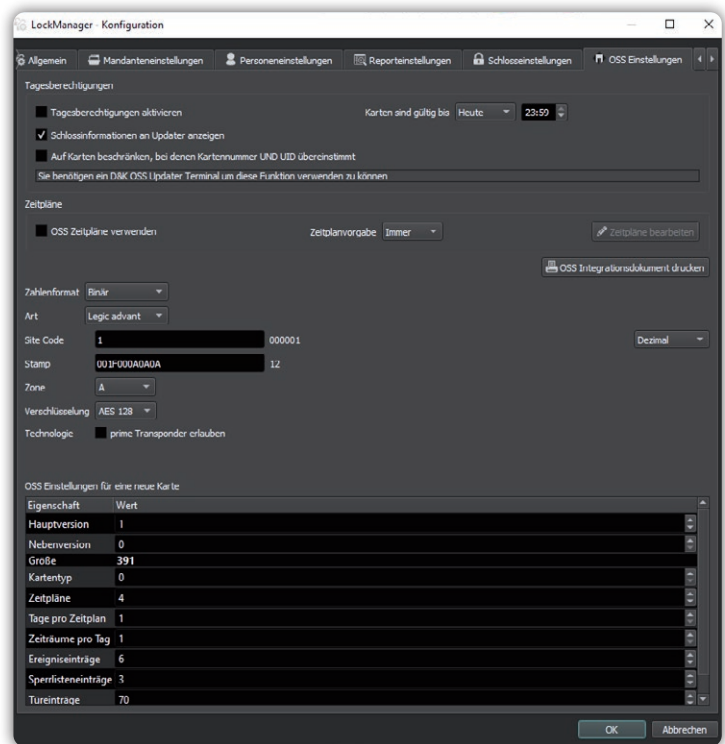 LockManager - Konfiguration
Allgemein
Mandanteneinstellungen
Personeneinstellungen
Reporteinstellungen
Schlosseinstellungen
OSS Einstellungen
Tagesberechtigungen
Tagesberechtigungen aktivieren
Karten sind gültig bis Heute 23:59
Schlossinformationen an Updater anzeigen
Auf Karten beschränken, bei denen Kartennummer UND UID übereinstimmt
Sie benötigen ein D&K OSS Updater Terminal um diese Funktion verwenden zu können
Zeitpläne
OSS Zeitpläne verwenden
Zeitplanvorgabe Immer
Zeitpläne bearbeiten
OSS Integrationsdokument drucken
Zahlenformat Binär
Art Legic advant
Site Code 1 000001 Dezimal
Stamp 001F000A0A0A 12
Zone A
Verschlüsselung AES 128
Technologie prime Transponder erlauben
OSS Einstellungen für eine neue Karte
Eigenschaft Wert
Hauptversion 1
Nebenversion 0
Größe 391
Kartentyp 0
Zeitpläne 4
Tage pro Zeitplan 1
Zeiträume pro Tag 1
Ereigniseinträge 6
Sperrlisteneinträge 3
Türeinträge 70
OK Abbrechen